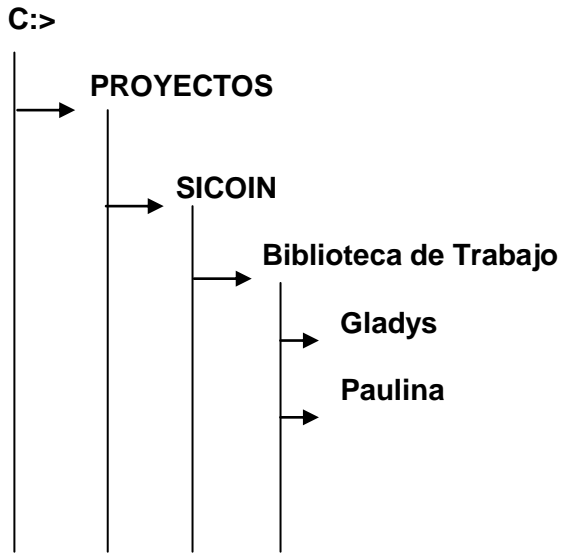 C:>
PROYECTOS
SICOIN
Biblioteca de Trabajo
Gladys
Paulina